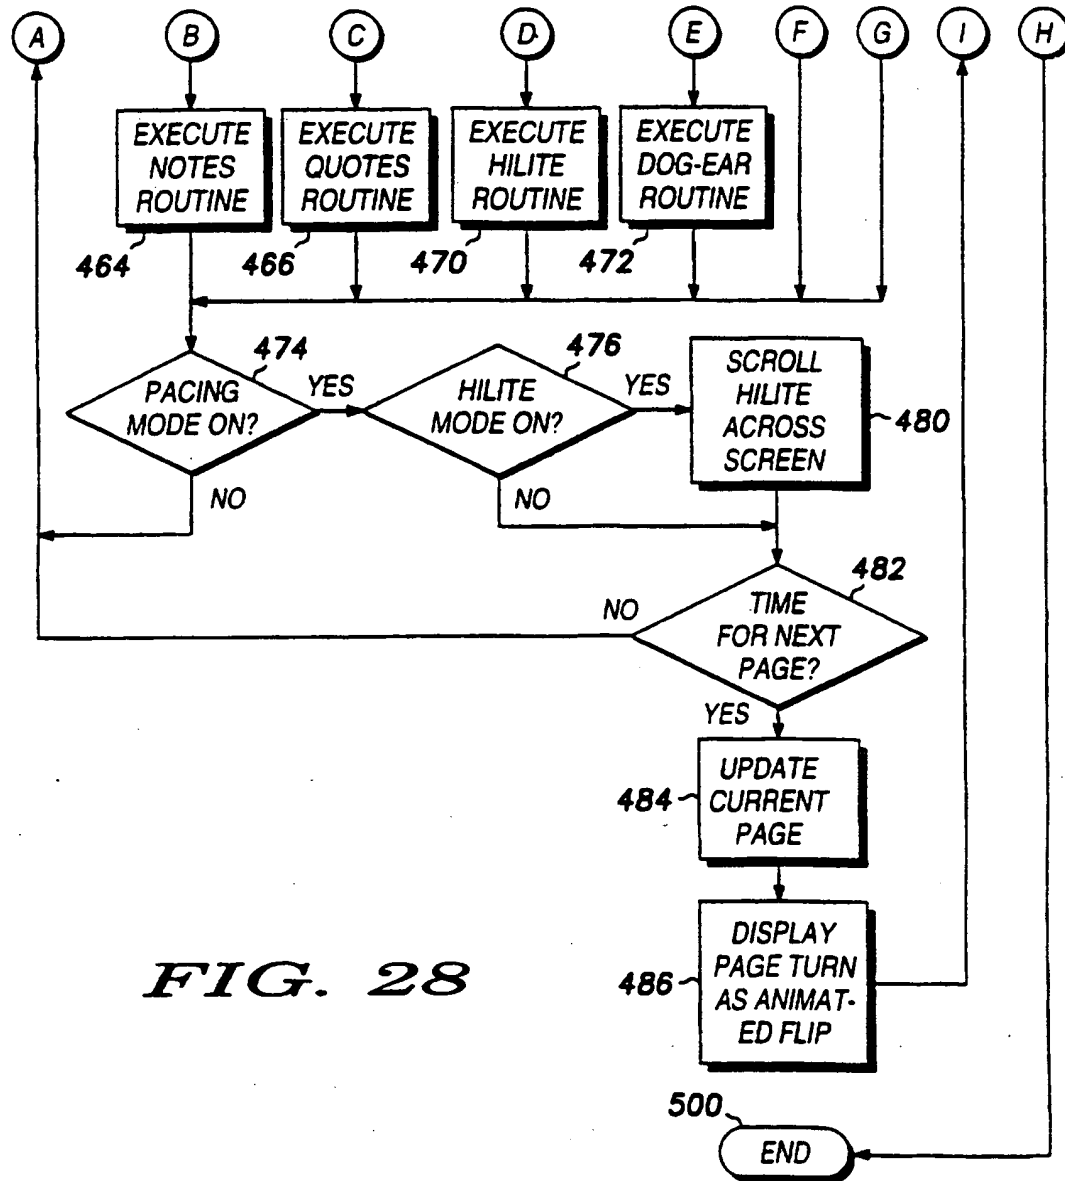 A B C D E F G I H
EXECUTE
NOTES
ROUTINE
464
EXECUTE
QUOTES
ROUTINE
466
EXECUTE
HILITE
ROUTINE
470
EXECUTE
DOG-EAR
ROUTINE
472
474
PACING
MODE ON?
YES
NO
476
HILITE
MODE ON?
YES
NO
SCROLL
HILITE
ACROSS
SCREEN
480
482
TIME
FOR NEXT
PAGE?
NO
YES
484
UPDATE
CURRENT
PAGE
486
DISPLAY
PAGE TURN
AS ANIMAT-
ED FLIP
FIG. 28
500
END